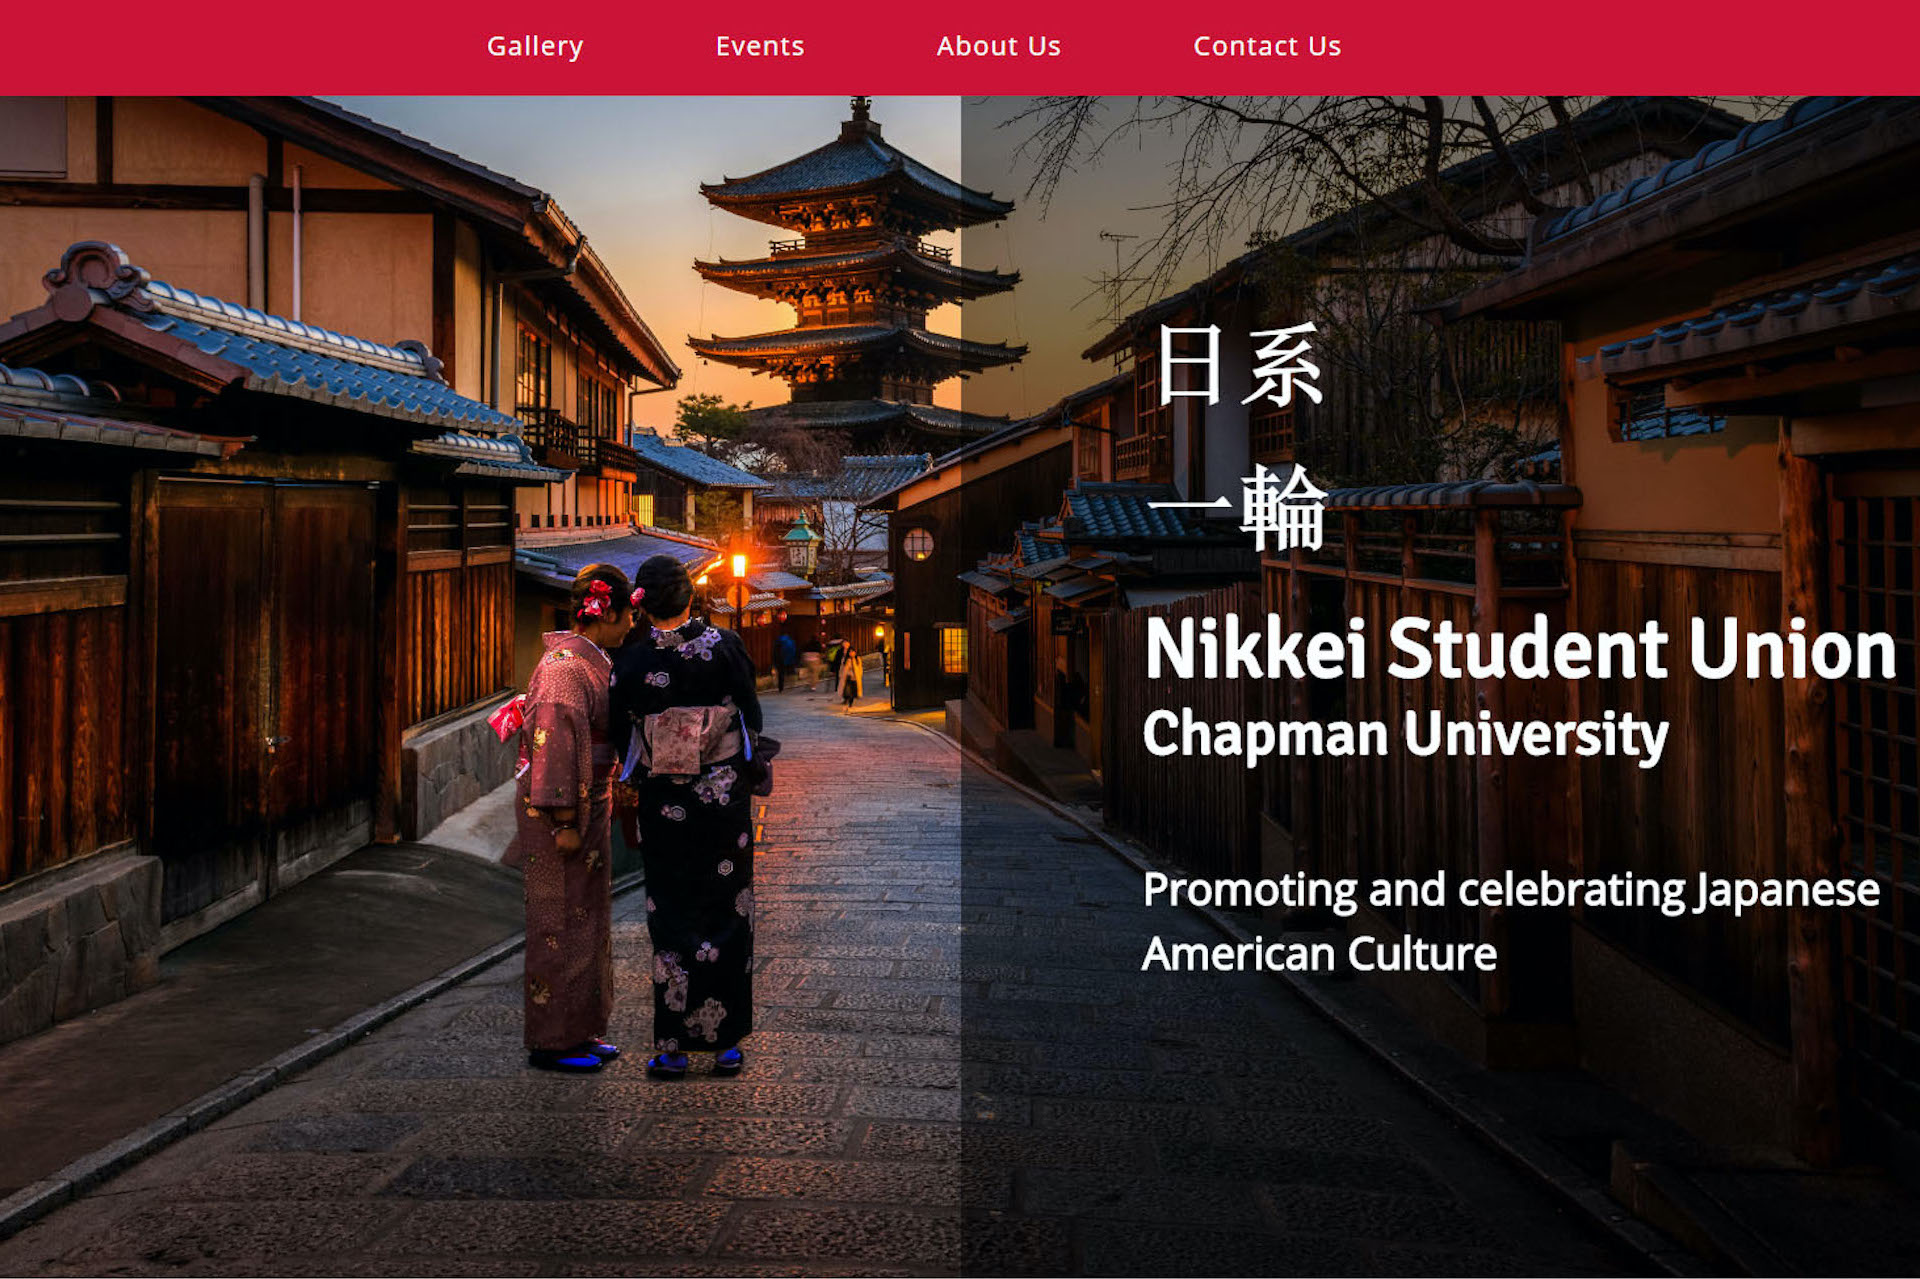 Gallery Events About Us Contact Us
日系
一輪
Nikkei Student Union
Chapman University
Promoting and celebrating Japanese
American Culture